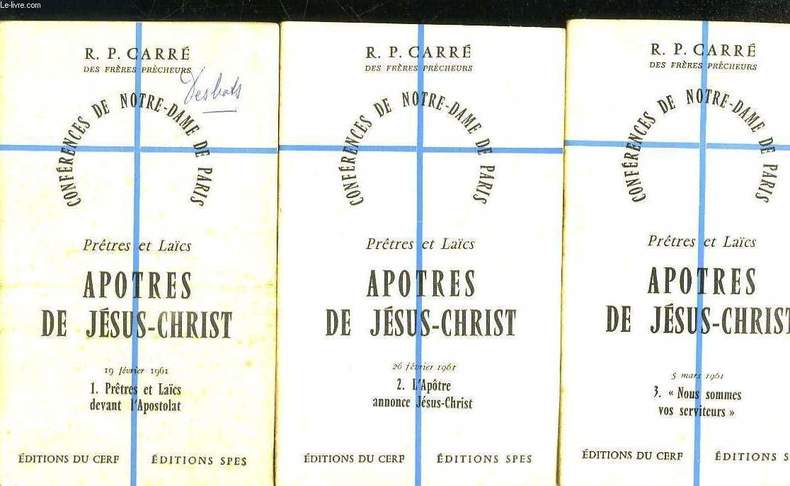 Le-livre.com
R. P. CARRÉ
DES FRÈRES PRÊCHEURS
CONFÉRENCES DE NOTRE-DAME DE PARIS
Prêtres et Laïcs
APOTRES
DE JÉSUS-CHRIST
19 février 1961
1. Prêtres et Laïcs
devant l'Apostolat
ÉDITIONS DU CERF ÉDITIONS SPES
R. P. CARRÉ
DES FRÈRES PRÊCHEURS
CONFÉRENCES DE NOTRE-DAME DE PARIS
Prêtres et Laïcs
APOTRES
DE JÉSUS-CHRIST
26 février 1961
2. L'Apôtre
annonce Jésus-Christ
ÉDITIONS DU CERF ÉDITIONS SPES
R. P. CARRÉ
DES FRÈRES PRÊCHEURS
CONFÉRENCES DE NOTRE-DAME DE PARIS
Prêtres et Laïcs
APOTRES
DE JÉSUS-CHRIST
5 mars 1961
3. « Nous sommes
vos serviteurs »
ÉDITIONS DU CERF ÉDITIONS